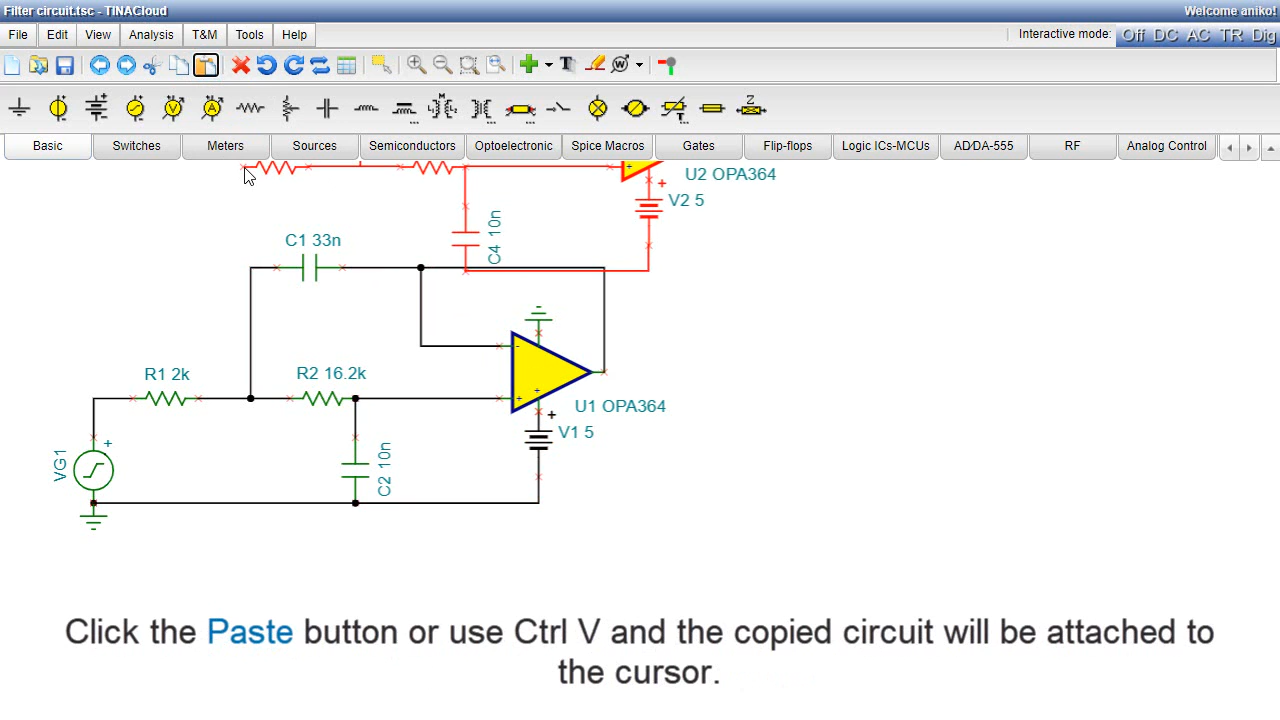 Filter circuit.tsc - TINACloud
Welcome aniko!
File Edit View Analysis T&M Tools Help
Interactive mode: Off DC AC TR Dig
Basic Switches Meters Sources Semiconductors Optoelectronic Spice Macros Gates Flip-flops Logic ICs-MCUs AD/DA-555 RF Analog Control
U2 OPA364
V2 5
C4 10n
C1 33n
R1 2k
R2 16.2k
U1 OPA364
V1 5
VG1
C2 10n
Click the Paste button or use Ctrl V and the copied circuit will be attached to
the cursor.